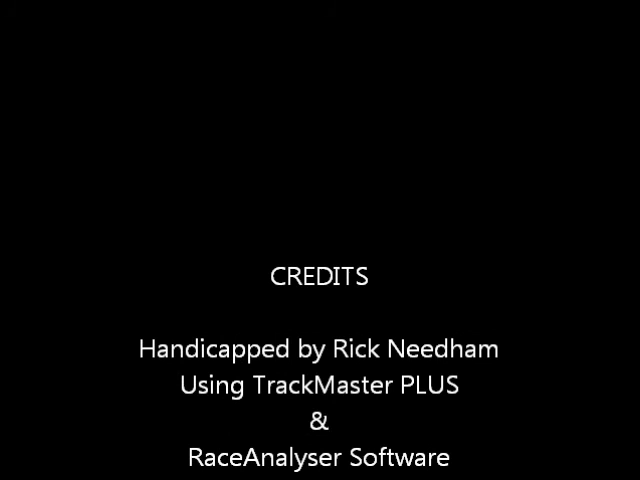 CREDITS
Handicapped by Rick Needham
Using TrackMaster PLUS
&
RaceAnalyser Software